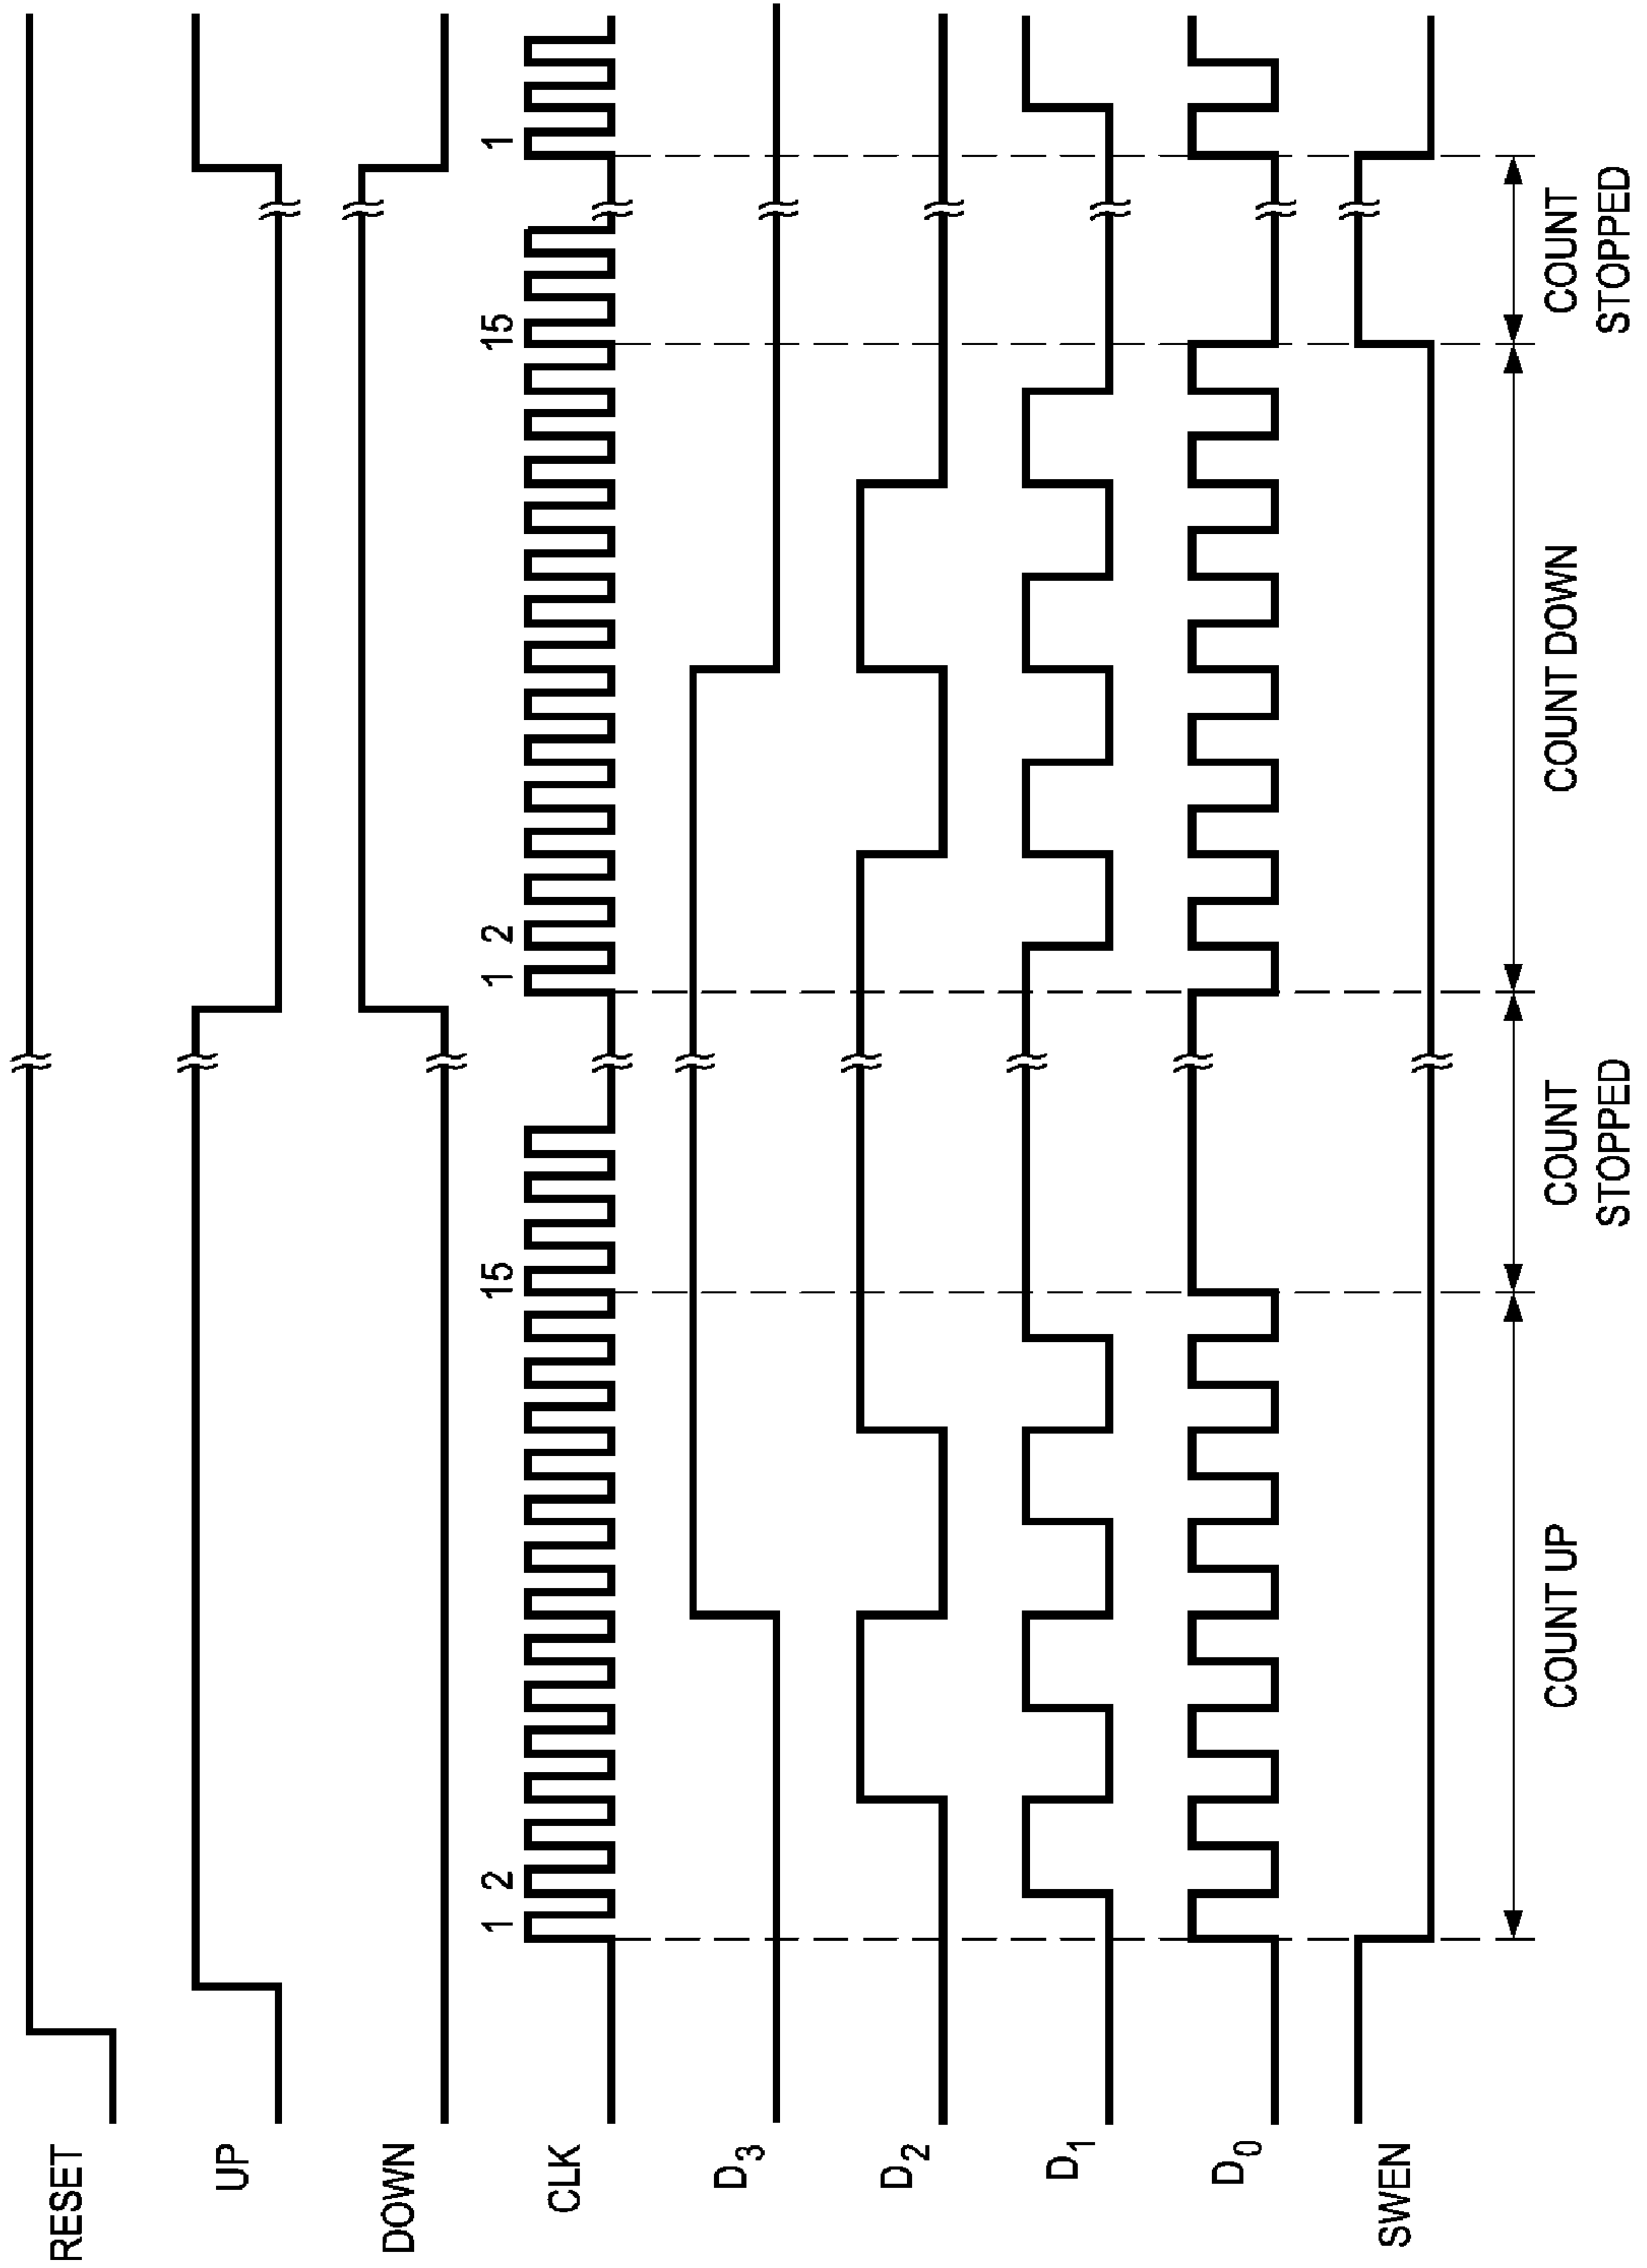 RESET
UP
DOWN
1 2 15 1 2 15 1
CLK
D3
D2
D1
D0
SWEN
COUNT UP
COUNT
STOPPED
COUNT DOWN
COUNT
STOPPED